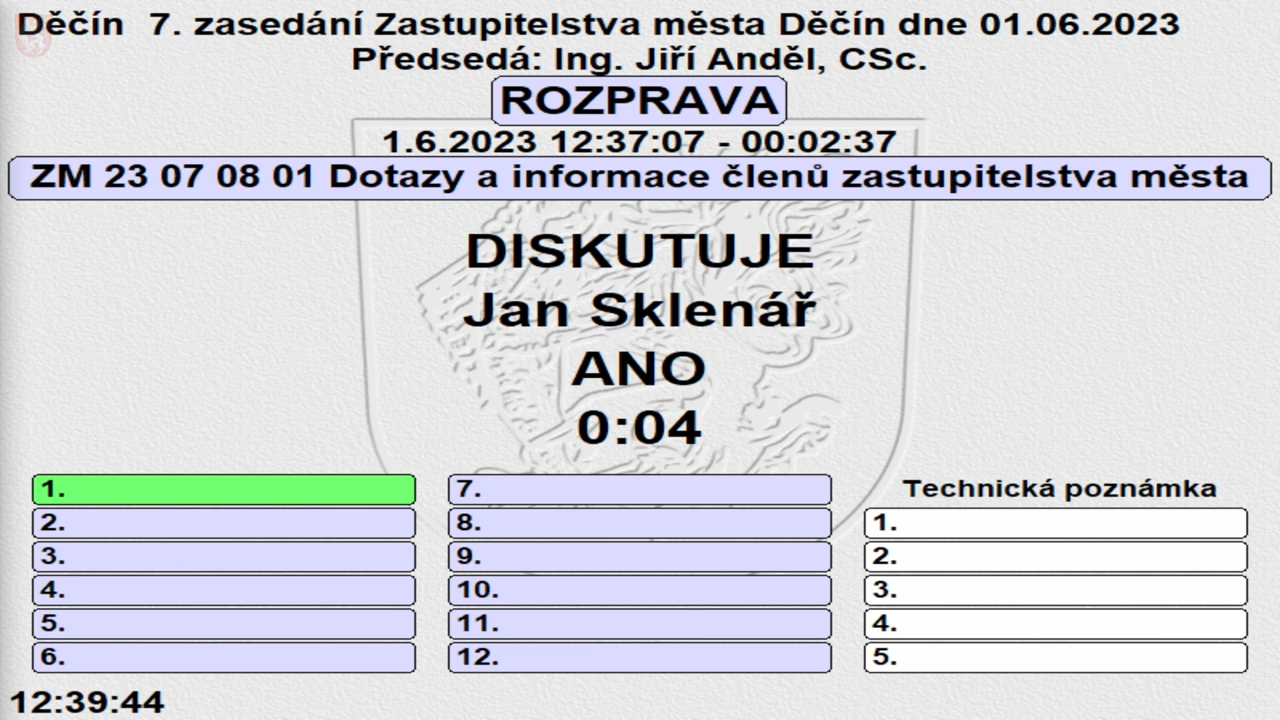 Děčín 7. zasedání Zastupitelstva města Děčín dne 01.06.2023
Předsedá: Ing. Jiří Anděl, CSc.
ROZPRAVA
1.6.2023 12:37:07 - 00:02:37
ZM 23 07 08 01 Dotazy a informace členů zastupitelstva města
DISKUTUJE
Jan Sklenář
ANO
0:04
1.
2.
3.
4.
5.
6.
7.
8.
9.
10.
11.
12.
Technická poznámka
1.
2.
3.
4.
5.
12:39:44